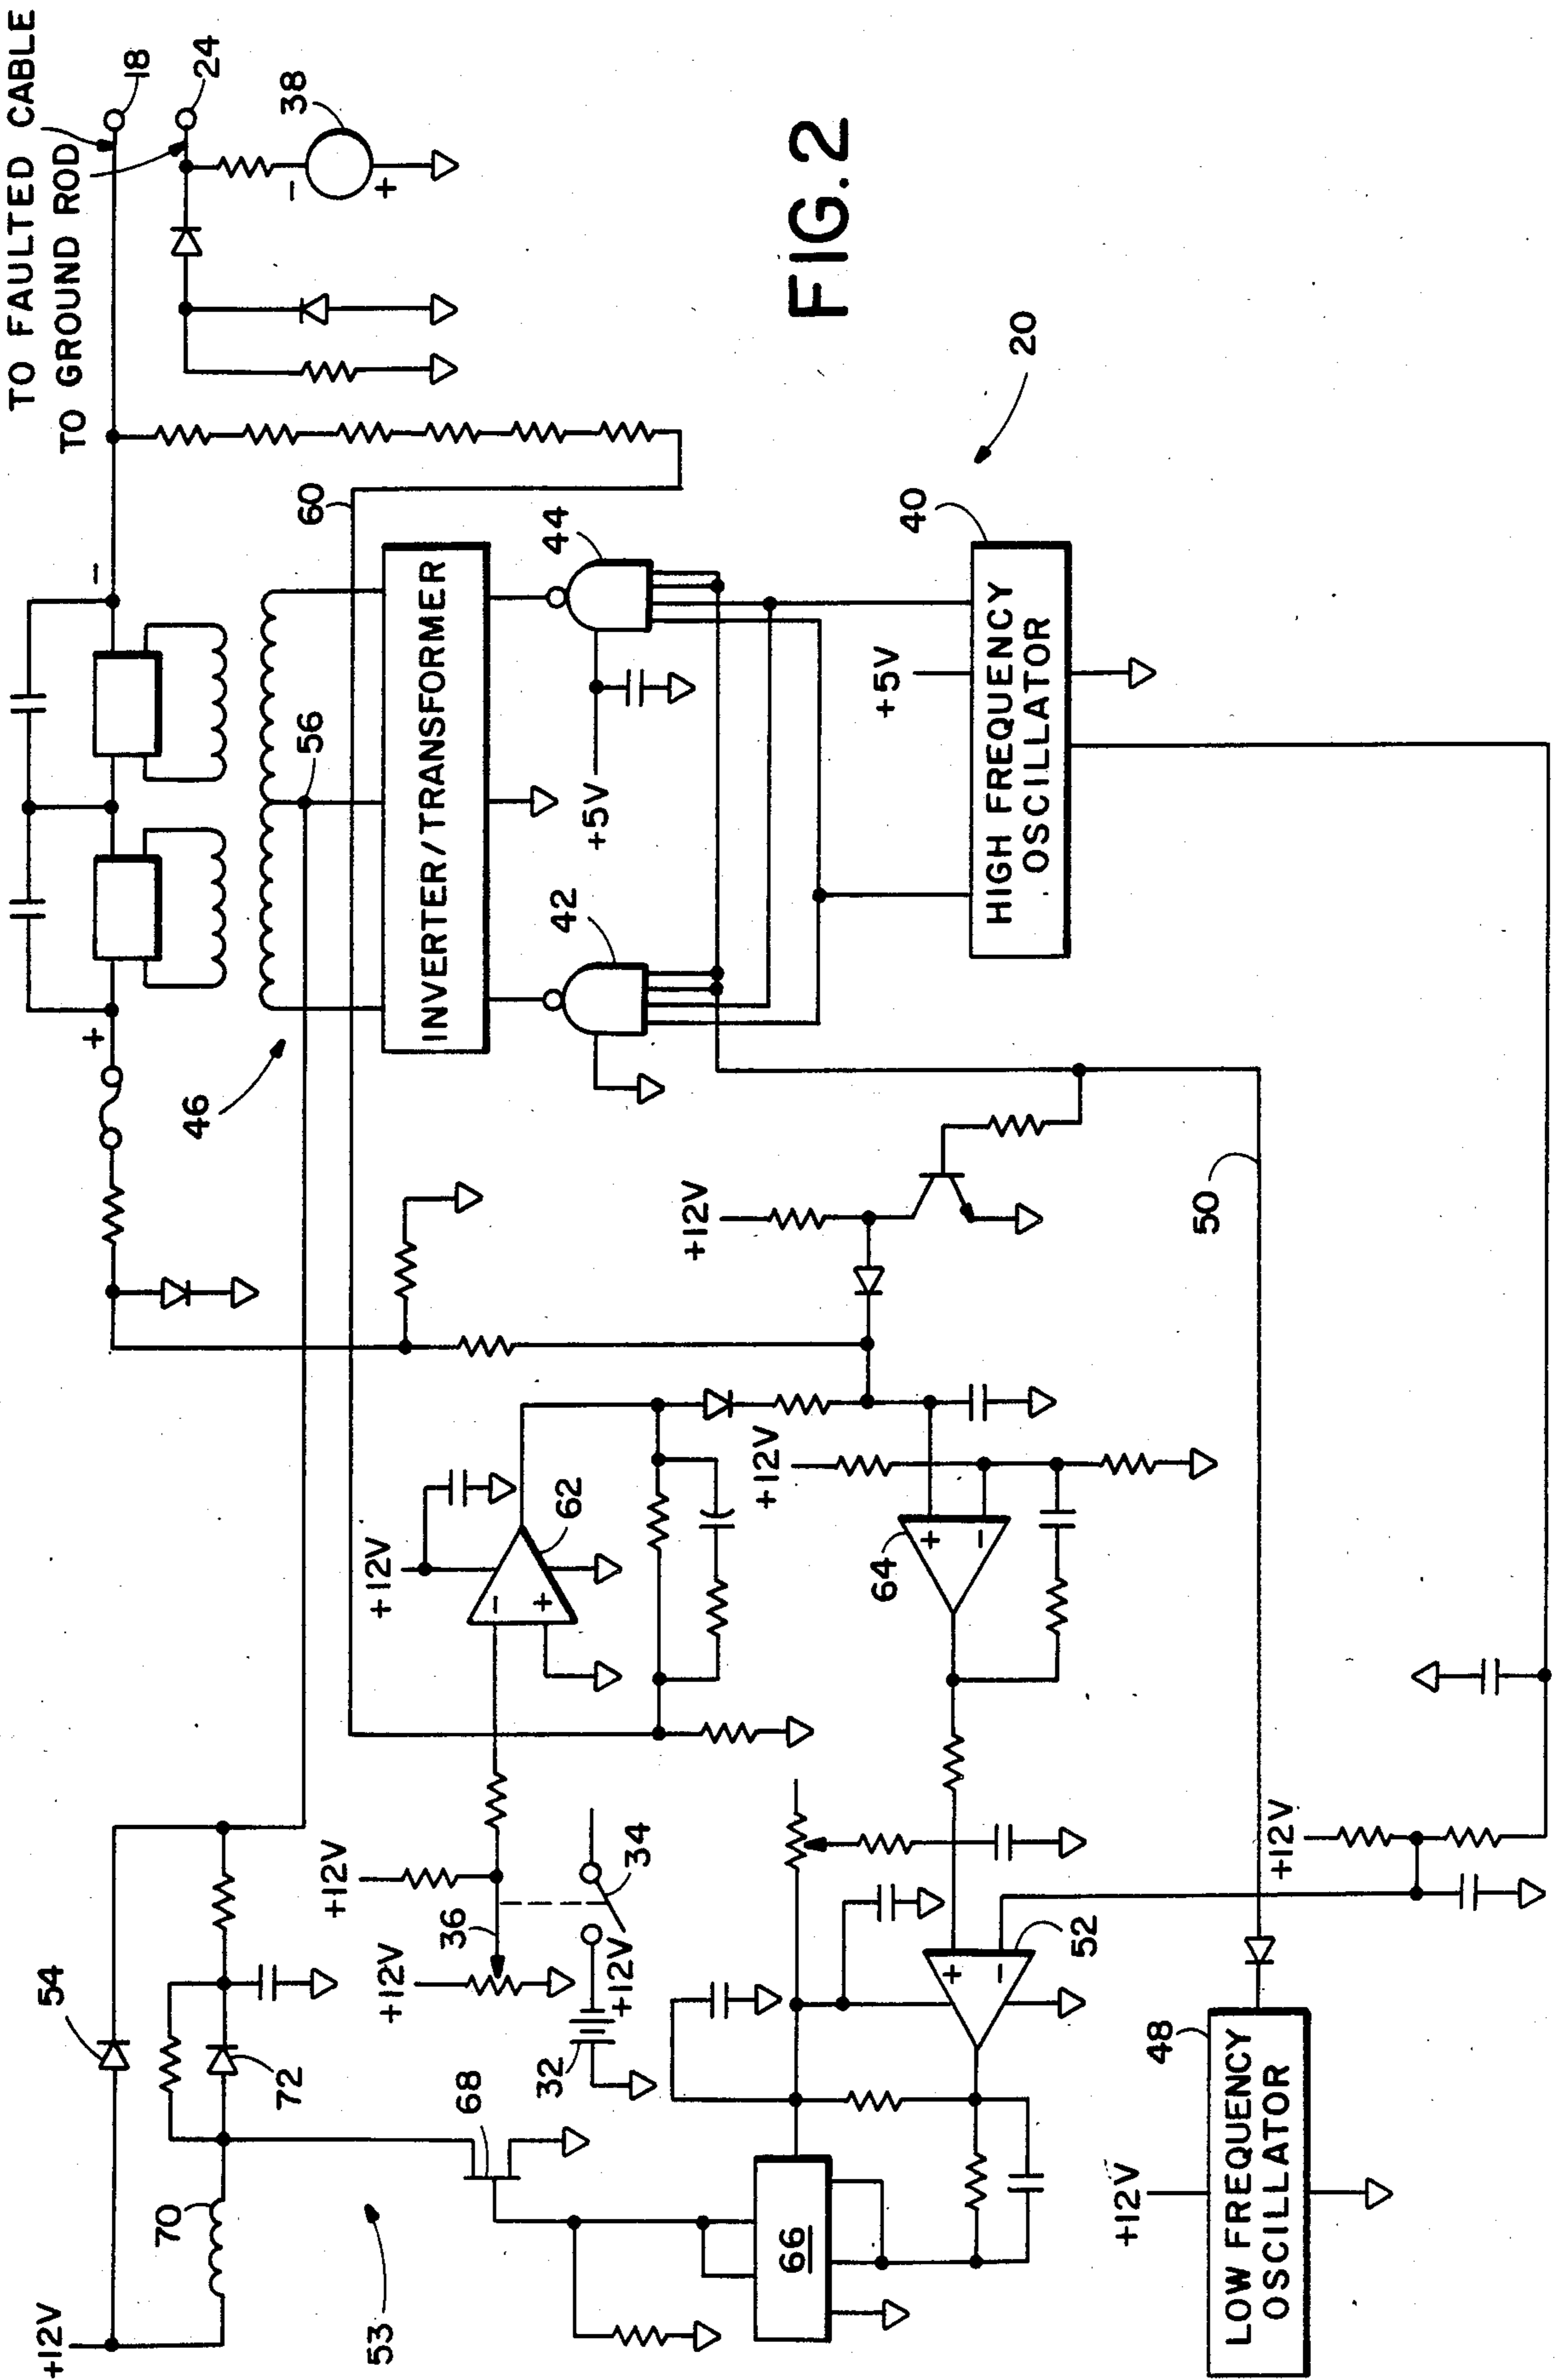 TO FAULTED CABLE
TO GROUND ROD
18
24
38
-
+
FIG. 2
20
-
60
44
40
56
+5V
+5V
HIGH FREQUENCY
OSCILLATOR
INVERTER/TRANSFORMER
42
+
46
+12V
50
+12V
62
+12V
-
+
64
+
-
+12V
36
34
+12V
+12V
52
+
-
54
72
+12V
32
68
48
LOW FREQUENCY
OSCILLATOR
+12V
70
66
53
+12V